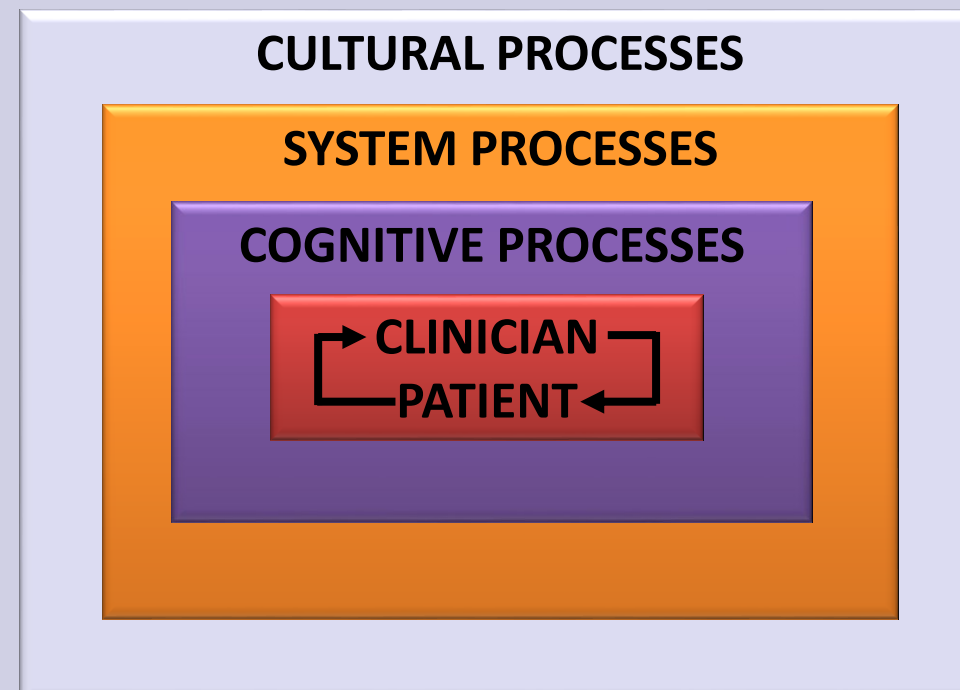 CULTURAL PROCESSES
SYSTEM PROCESSES
COGNITIVE PROCESSES
CLINICIAN
PATIENT